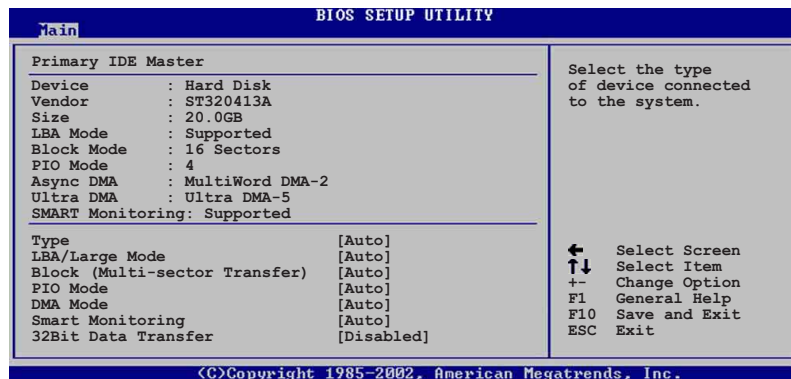 BIOS SETUP UTILITY
Main
Primary IDE Master
Device : Hard Disk
Vendor : ST320413A
Size : 20.0GB
LBA Mode : Supported
Block Mode : 16 Sectors
PIO Mode : 4
Async DMA : MultiWord DMA-2
Ultra DMA : Ultra DMA-5
SMART Monitoring: Supported
Type [Auto]
LBA/Large Mode [Auto]
Block (Multi-sector Transfer) [Auto]
PIO Mode [Auto]
DMA Mode [Auto]
Smart Monitoring [Auto]
32Bit Data Transfer [Disabled]
Select the type
of device connected
to the system.
← Select Screen
↑↓ Select Item
+- Change Option
F1 General Help
F10 Save and Exit
ESC Exit
(C)Copyright 1985-2002, American Megatrends, Inc.